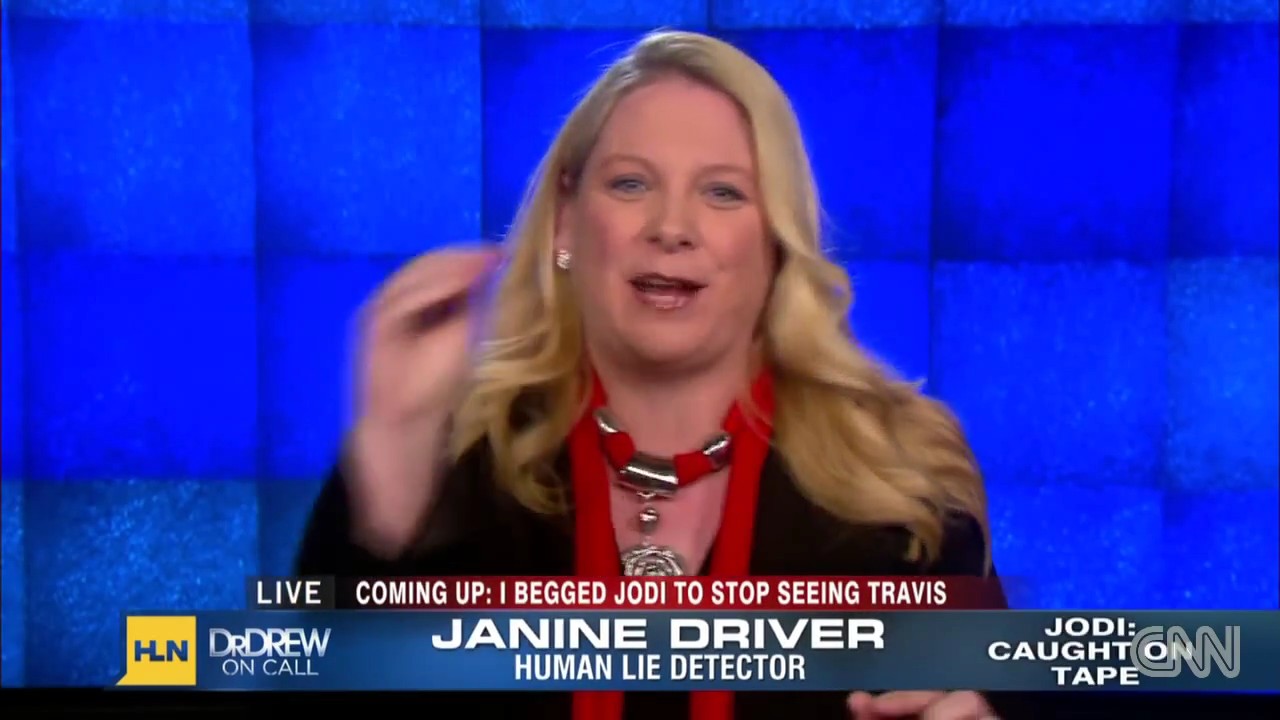 LIVE COMING UP: I BEGGED JODI TO STOP SEEING TRAVIS
HLN
DRDREW
ON CALL
JANINE DRIVER
HUMAN LIE DETECTOR
JODI:
CAUGHT ON
TAPE
CNN